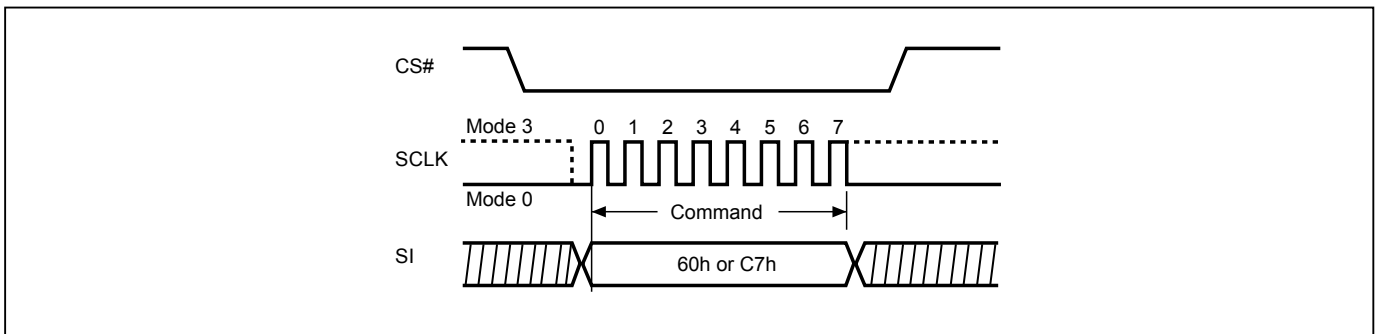 CS#
Mode 3
0 1 2 3 4 5 6 7
SCLK
Mode 0
Command
SI
60h or C7h